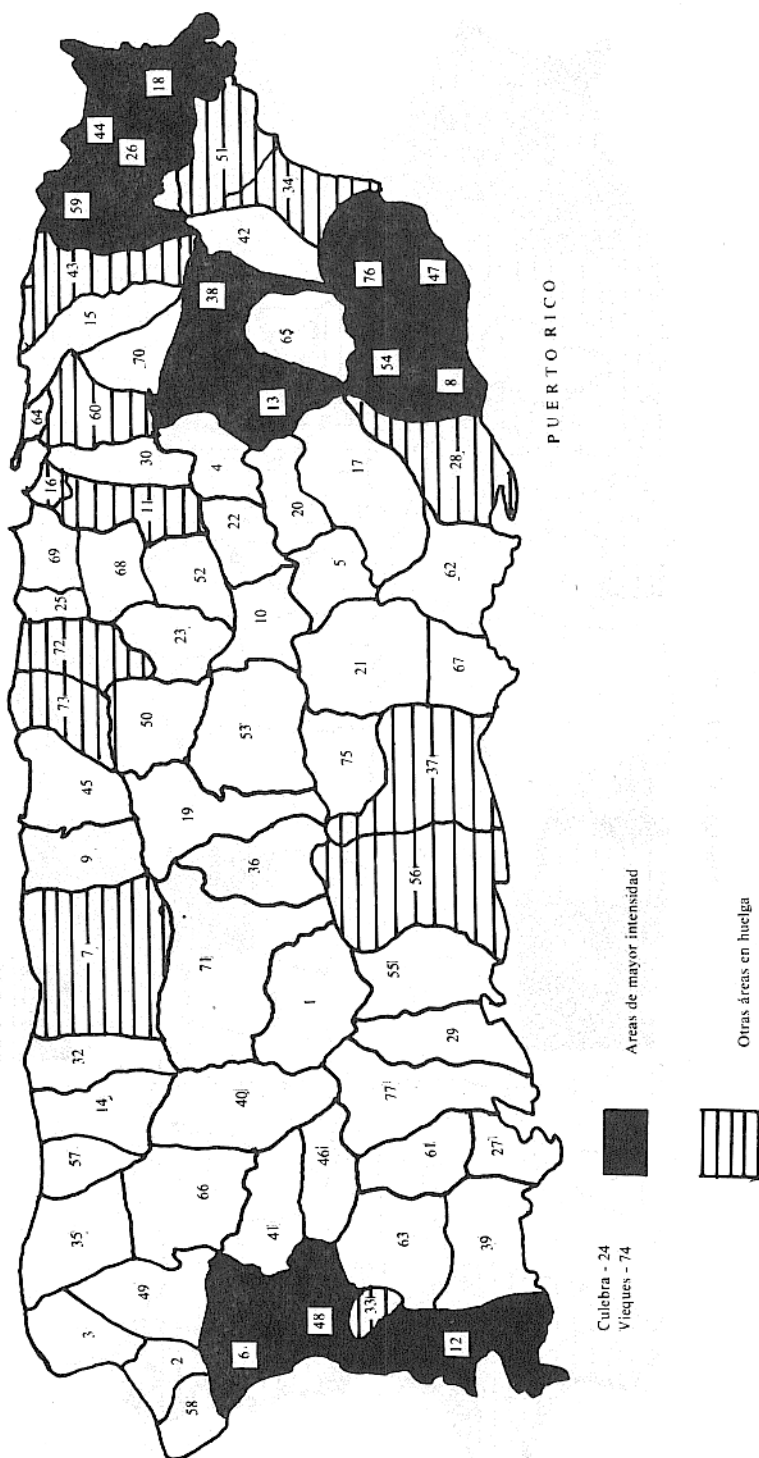 3 35 57 14 32 7 9 45 73 72 25 69 16 64 15 43 59 44
58 2 49 66 71 19 50 23 68 52 11 30 60 70 26 18
6 41 40 36 53 10 22 4 38 42 51
48 46 1 75 5 20 13 65 34
33 63 61 77 55 56 37 21 17 54 76
12 39 27 29 67 62 28 8 47
PUERTO RICO
Culebra - 24
Vieques - 74
Areas de mayor intensidad
Otras áreas en huelga